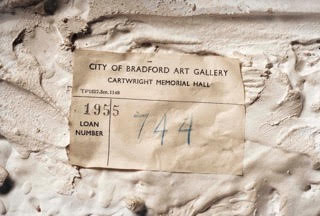 CITY OF BRADFORD ART GALLERY
CARTWRIGHT MEMORIAL HALL
1955
744
LOAN
NUMBER